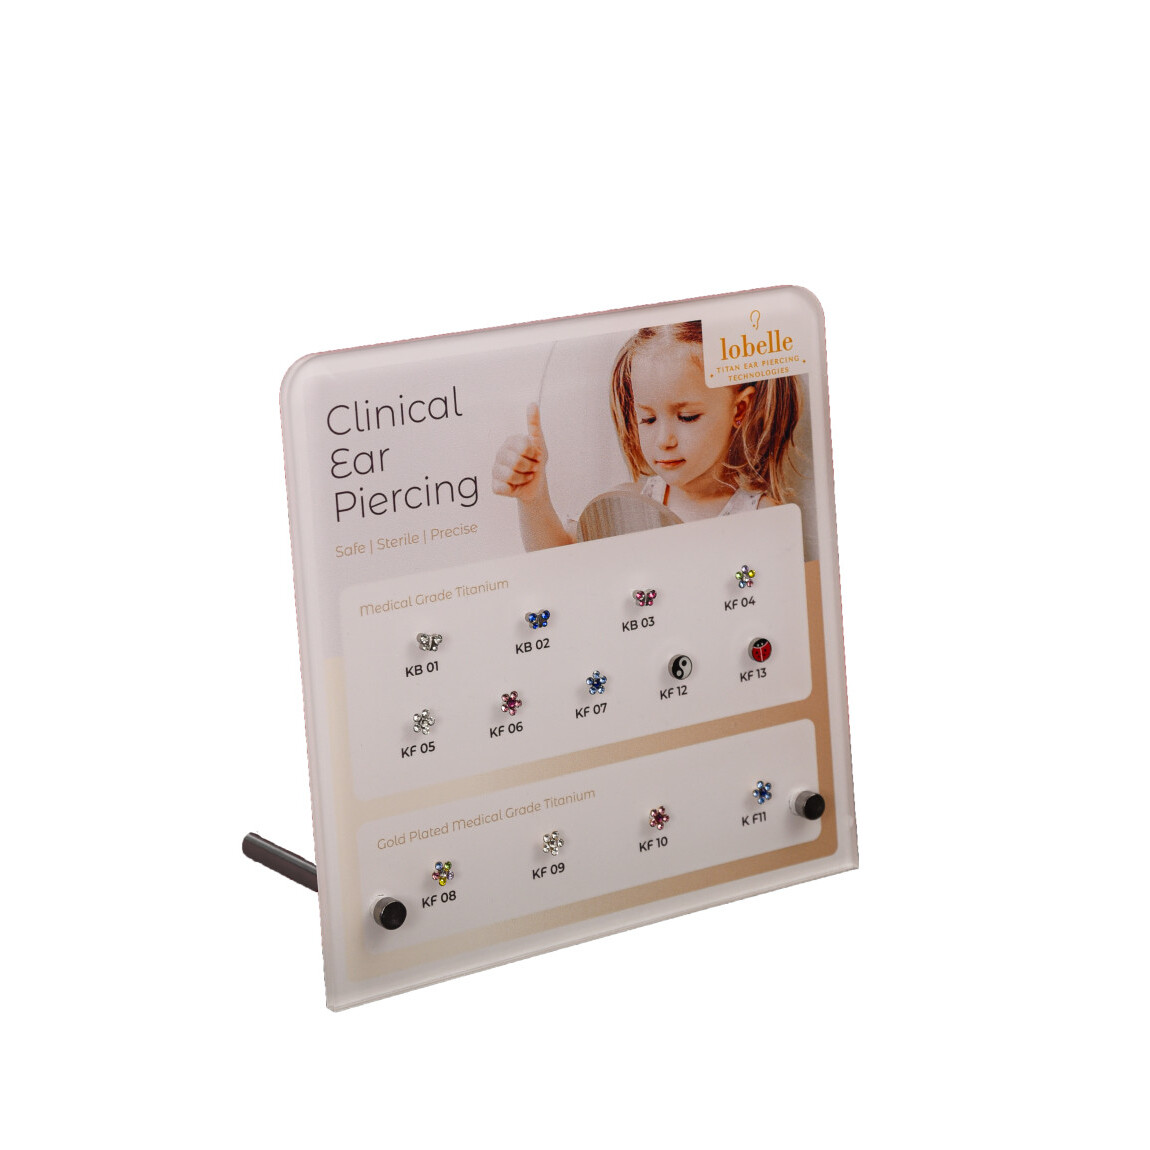 lobelle
TITAN EAR PIERCING
TECHNOLOGIES
Clinical
Ear
Piercing
Safe | Sterile | Precise
Medical Grade Titanium
KB 01
KB 02
KB 03
KF 04
KF 05
KF 06
KF 07
KF 12
KF 13
Gold Plated Medical Grade Titanium
KF 08
KF 09
KF 10
K F11